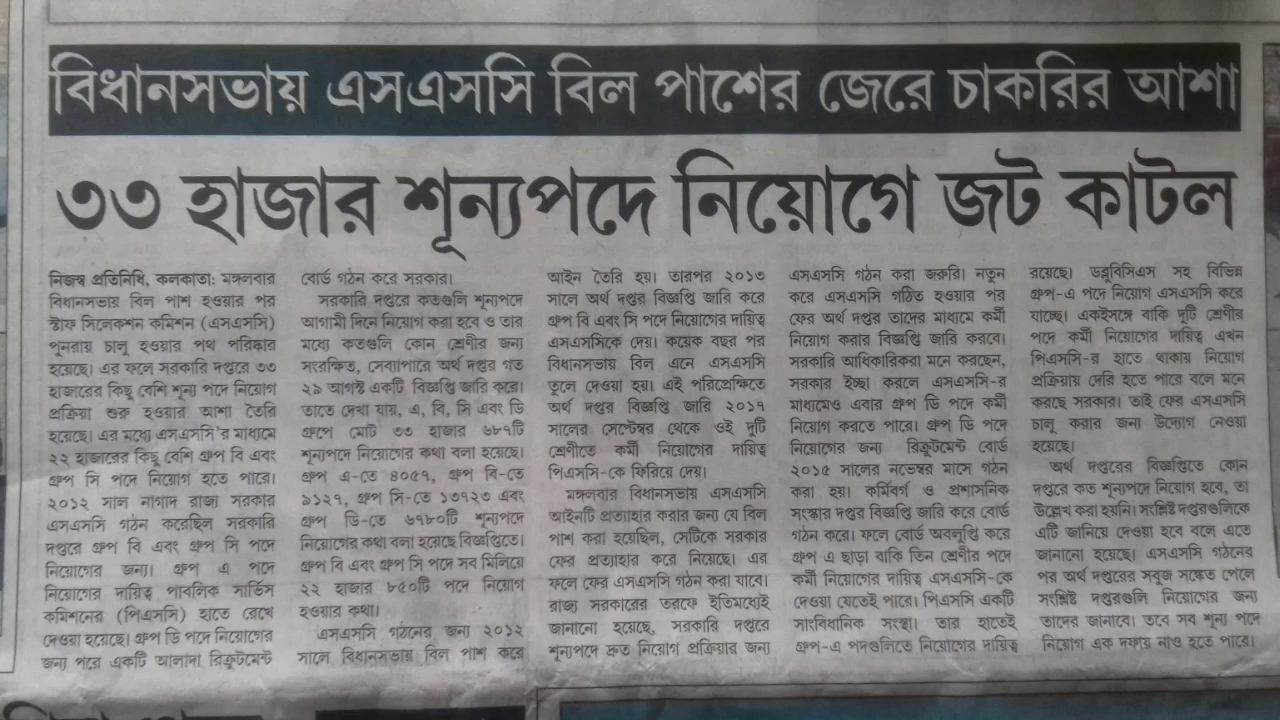 বিধানসভায় এসএসসি বিল পাশের জেরে চাকরির আশা
৩৩ হাজার শূন্যপদে নিয়োগে জট কাটল
নিজস্ব প্রতিনিধি, কলকাতা: মঙ্গলবার
বিধানসভায় বিল পাশ হওয়ার পর
স্টাফ সিলেকশন কমিশন (এসএসসি)
পুনরায় চালু হওয়ার পথ পরিষ্কার
হয়েছে। এর ফলে সরকারি দপ্তরে ৩৩
হাজারের কিছু বেশি শূন্য পদে নিয়োগ
প্রক্রিয়া শুরু হওয়ার আশা তৈরি
হয়েছে। এর মধ্যে এসএসসি'র মাধ্যমে
২২ হাজারের কিছু বেশি গ্রুপ বি এবং
গ্রুপ সি পদে নিয়োগ হতে পারে।
২০১২ সাল নাগাদ রাজ্য সরকার
এসএসসি গঠন করেছিল সরকারি
দপ্তরে গ্রুপ বি এবং গ্রুপ সি পদে
নিয়োগের জন্য। গ্রুপ এ পদে
নিয়োগের দায়িত্ব পাবলিক সার্ভিস
কমিশনের (পিএসসি) হাতে রেখে
দেওয়া হয়েছে। গ্রুপ ডি পদে নিয়োগের
জন্য পরে একটি আলাদা রিক্রুটমেন্ট
বোর্ড গঠন করে সরকার।
সরকারি দপ্তরে কতগুলি শূন্যপদে
আগামী দিনে নিয়োগ করা হবে ও তার
মধ্যে কতগুলি কোন শ্রেণীর জন্য
সংরক্ষিত, সেব্যাপারে অর্থ দপ্তর গত
২৯ আগস্ট একটি বিজ্ঞপ্তি জারি করে।
তাতে দেখা যায়, এ, বি, সি এবং ডি
গ্রুপে মোট ৩৩ হাজার ৬৮৭টি
শূন্যপদে নিয়োগের কথা বলা হয়েছে।
গ্রুপ এ-তে ৪০৫৭, গ্রুপ বি-তে
৯১২৭, গ্রুপ সি-তে ১৩৭২৩ এবং
গ্রুপ ডি-তে ৬৭৮০টি শূন্যপদে
নিয়োগের কথা বলা হয়েছে বিজ্ঞপ্তিতে।
গ্রুপ বি এবং গ্রুপ সি পদে সব মিলিয়ে
২২ হাজার ৮৫০টি পদে নিয়োগ
হওয়ার কথা।
এসএসসি গঠনের জন্য ২০১২
সালে বিধানসভায় বিল পাশ করে
আইন তৈরি হয়। তারপর ২০১৩
সালে অর্থ দপ্তর বিজ্ঞপ্তি জারি করে
গ্রুপ বি এবং সি পদে নিয়োগের দায়িত্ব
এসএসসিকে দেয়। কয়েক বছর পর
বিধানসভায় বিল এনে এসএসসি
তুলে দেওয়া হয়। এই পরিপ্রেক্ষিতে
অর্থ দপ্তর বিজ্ঞপ্তি জারি ২০১৭
সালের সেপ্টেম্বর থেকে ওই দুটি
শ্রেণীতে কর্মী নিয়োগের দায়িত্ব
পিএসসি-কে ফিরিয়ে দেয়।
মঙ্গলবার বিধানসভায় এসএসসি
আইনটি প্রত্যাহার করার জন্য যে বিল
পাশ করা হয়েছিল, সেটিকে সরকার
ফের প্রত্যাহার করে নিয়েছে। এর
ফলে ফের এসএসসি গঠন করা যাবে।
রাজ্য সরকারের তরফে ইতিমধ্যেই
জানানো হয়েছে, সরকারি দপ্তরে
শূন্যপদে দ্রুত নিয়োগ প্রক্রিয়ার জন্য
এসএসসি গঠন করা জরুরি। নতুন
করে এসএসসি গঠিত হওয়ার পর
ফের অর্থ দপ্তর তাদের মাধ্যমে কর্মী
নিয়োগ করার বিজ্ঞপ্তি জারি করবে।
সরকারি আধিকারিকরা মনে করছেন,
সরকার ইচ্ছা করলে এসএসসি-র
মাধ্যমেও এবার গ্রুপ ডি পদে কর্মী
নিয়োগ করতে পারে। গ্রুপ ডি পদে
নিয়োগের জন্য রিক্রুটমেন্ট বোর্ড
২০১৫ সালের নভেম্বর মাসে গঠন
করা হয়। কর্মিবর্গ ও প্রশাসনিক
সংস্কার দপ্তর বিজ্ঞপ্তি জারি করে বোর্ড
গঠন করে। ফলে বোর্ড অবলুপ্তি করে
গ্রুপ এ ছাড়া বাকি তিন শ্রেণীর পদে
কর্মী নিয়োগের দায়িত্ব এসএসসি-কে
দেওয়া যেতেই পারে। পিএসসি একটি
সাংবিধানিক সংস্থা। তার হাতেই
গ্রুপ-এ পদগুলিতে নিয়োগের দায়িত্ব
রয়েছে। ডব্লুবিসিএস সহ বিভিন্ন
গ্রুপ-এ পদে নিয়োগ এসএসসি করে
যাচ্ছে। একইসঙ্গে বাকি দুটি শ্রেণীর
পদে কর্মী নিয়োগের দায়িত্ব এখন
পিএসসি-র হাতে থাকায় নিয়োগ
প্রক্রিয়ায় দেরি হতে পারে বলে মনে
করছে সরকার। তাই ফের এসএসসি
চালু করার জন্য উদ্যোগ নেওয়া
হয়েছে।
অর্থ দপ্তরের বিজ্ঞপ্তিতে কোন
দপ্তরে কত শূন্যপদে নিয়োগ হবে, তা
উল্লেখ করা হয়নি। সংশ্লিষ্ট দপ্তরগুলিকে
এটি জানিয়ে দেওয়া হবে বলে এতে
জানানো হয়েছে। এসএসসি গঠনের
পর অর্থ দপ্তরের সবুজ সঙ্কেত পেলে
সংশ্লিষ্ট দপ্তরগুলি নিয়োগের জন্য
তাদের জানাবে। তবে সব শূন্য পদে
নিয়োগ এক দফায় নাও হতে পারে।